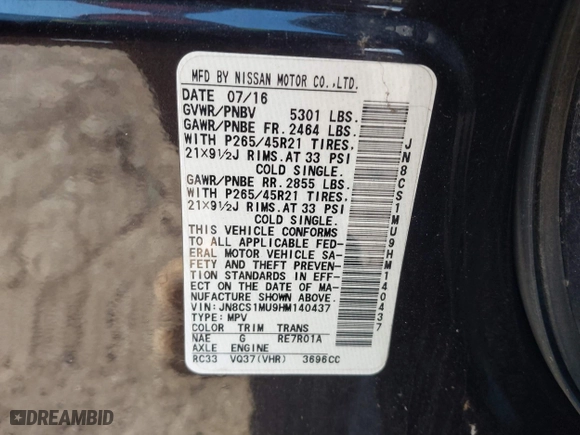 MFD BY NISSAN MOTOR CO.,LTD.
DATE 07/16
GVWR/PNBV 5301 LBS.
GAWR/PNBE FR. 2464 LBS.
WITH P265/45R21 TIRES,
21X9½J RIMS. AT 33 PSI
COLD SINGLE.
GAWR/PNBE RR. 2855 LBS.
WITH P265/45R21 TIRES,
21X9½J RIMS. AT 33 PSI
COLD SINGLE.
THIS VEHICLE CONFORMS
TO ALL APPLICABLE FED-
ERAL MOTOR VEHICLE SA-
FETY AND THEFT PREVEN-
TION STANDARDS IN EFF-
ECT ON THE DATE OF MA-
NUFACTURE SHOWN ABOVE.
VIN: JN8CS1MU9HM140437
TYPE: MPV
COLOR TRIM TRANS
NAE G RE7R01A
AXLE ENGINE
RC33 VQ37(VHR) 3696CC
JN8CS1MU9HM140437
DREAMBID